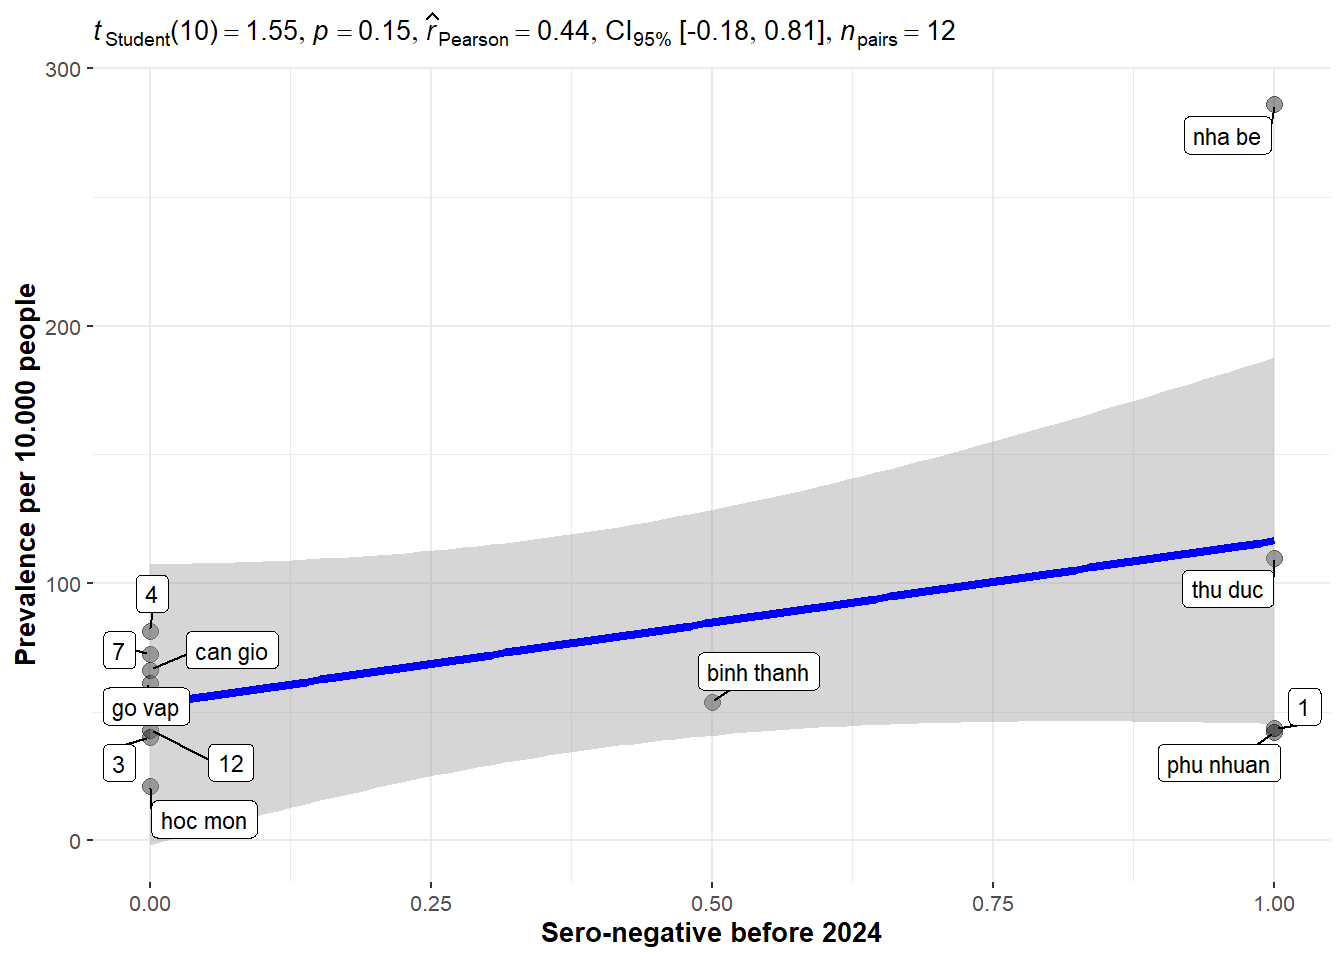 t Student(10) = 1.55, p = 0.15, r̂ Pearson = 0.44, CI95% [-0.18, 0.81], n pairs = 12
300
nha be
200
Prevalence per 10.000 people
100
4
thu duc
7
can gio
binh thanh
go vap
1
3
12
phu nhuan
hoc mon
0
0.00 0.25 0.50 0.75 1.00
Sero-negative before 2024